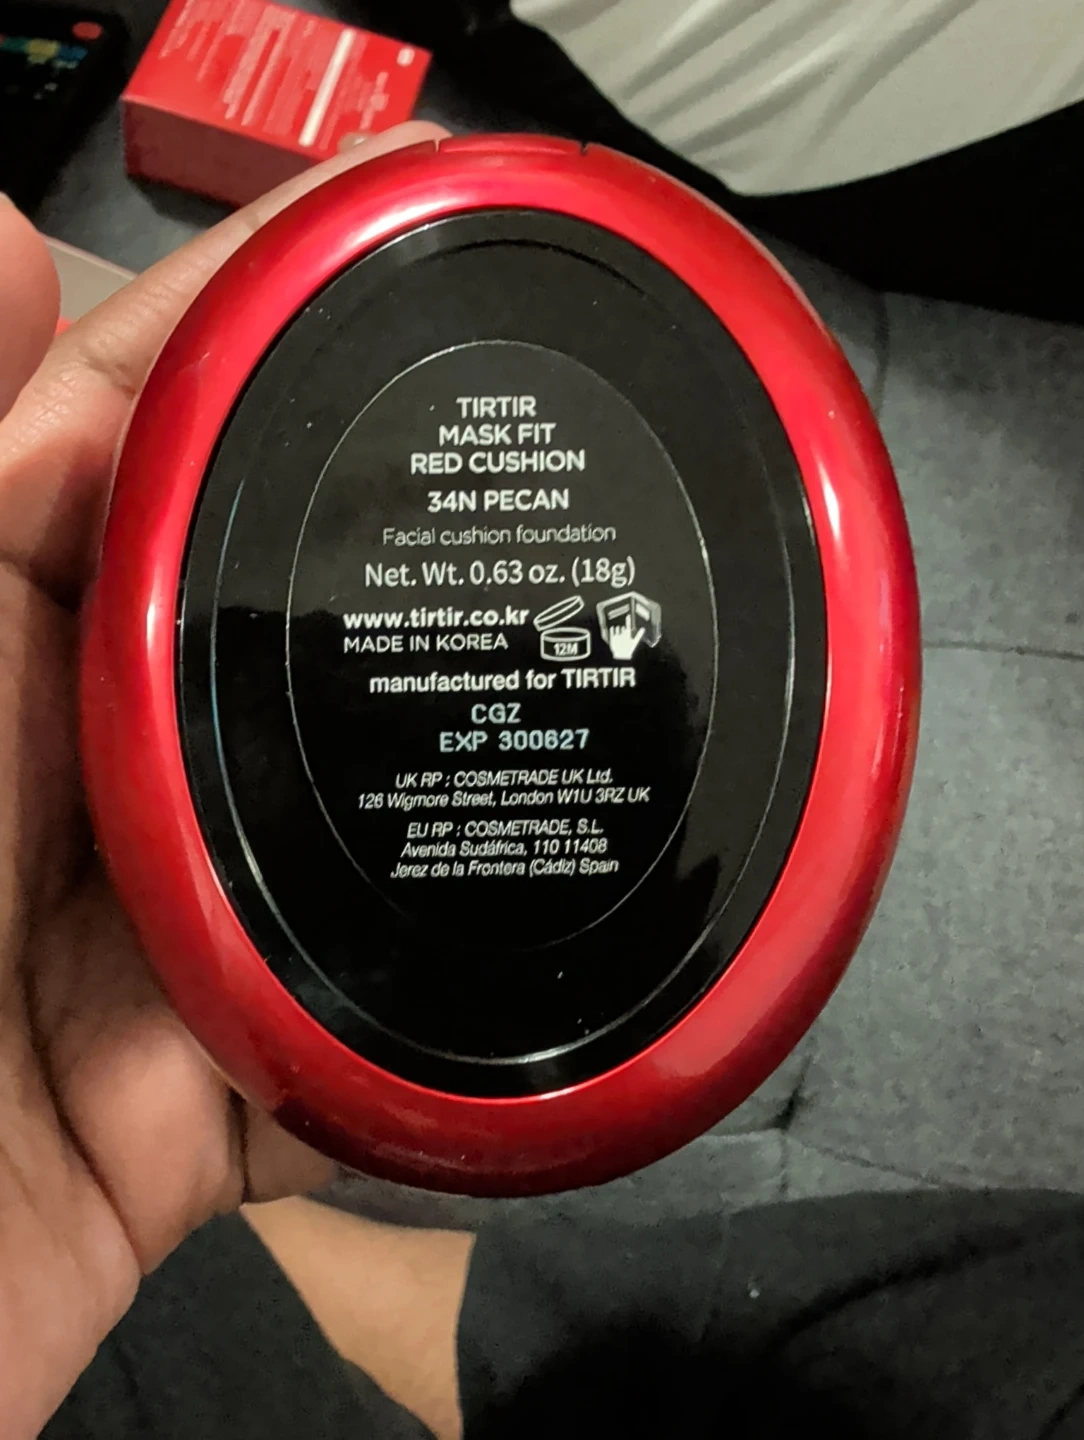 TIRTIR
MASK FIT
RED CUSHION
34N PECAN
Facial cushion foundation
Net. Wt. 0.63 oz. (18g)
www.tirtir.co.kr
MADE IN KOREA
12M
manufactured for TIRTIR
CGZ
EXP 300627
UK RP : COSMETRADE UK Ltd.
126 Wigmore Street, London W1U 3RZ UK
EU RP : COSMETRADE, S.L.
Avenida Sudáfrica, 110 11408
Jerez de la Frontera (Cádiz) Spain